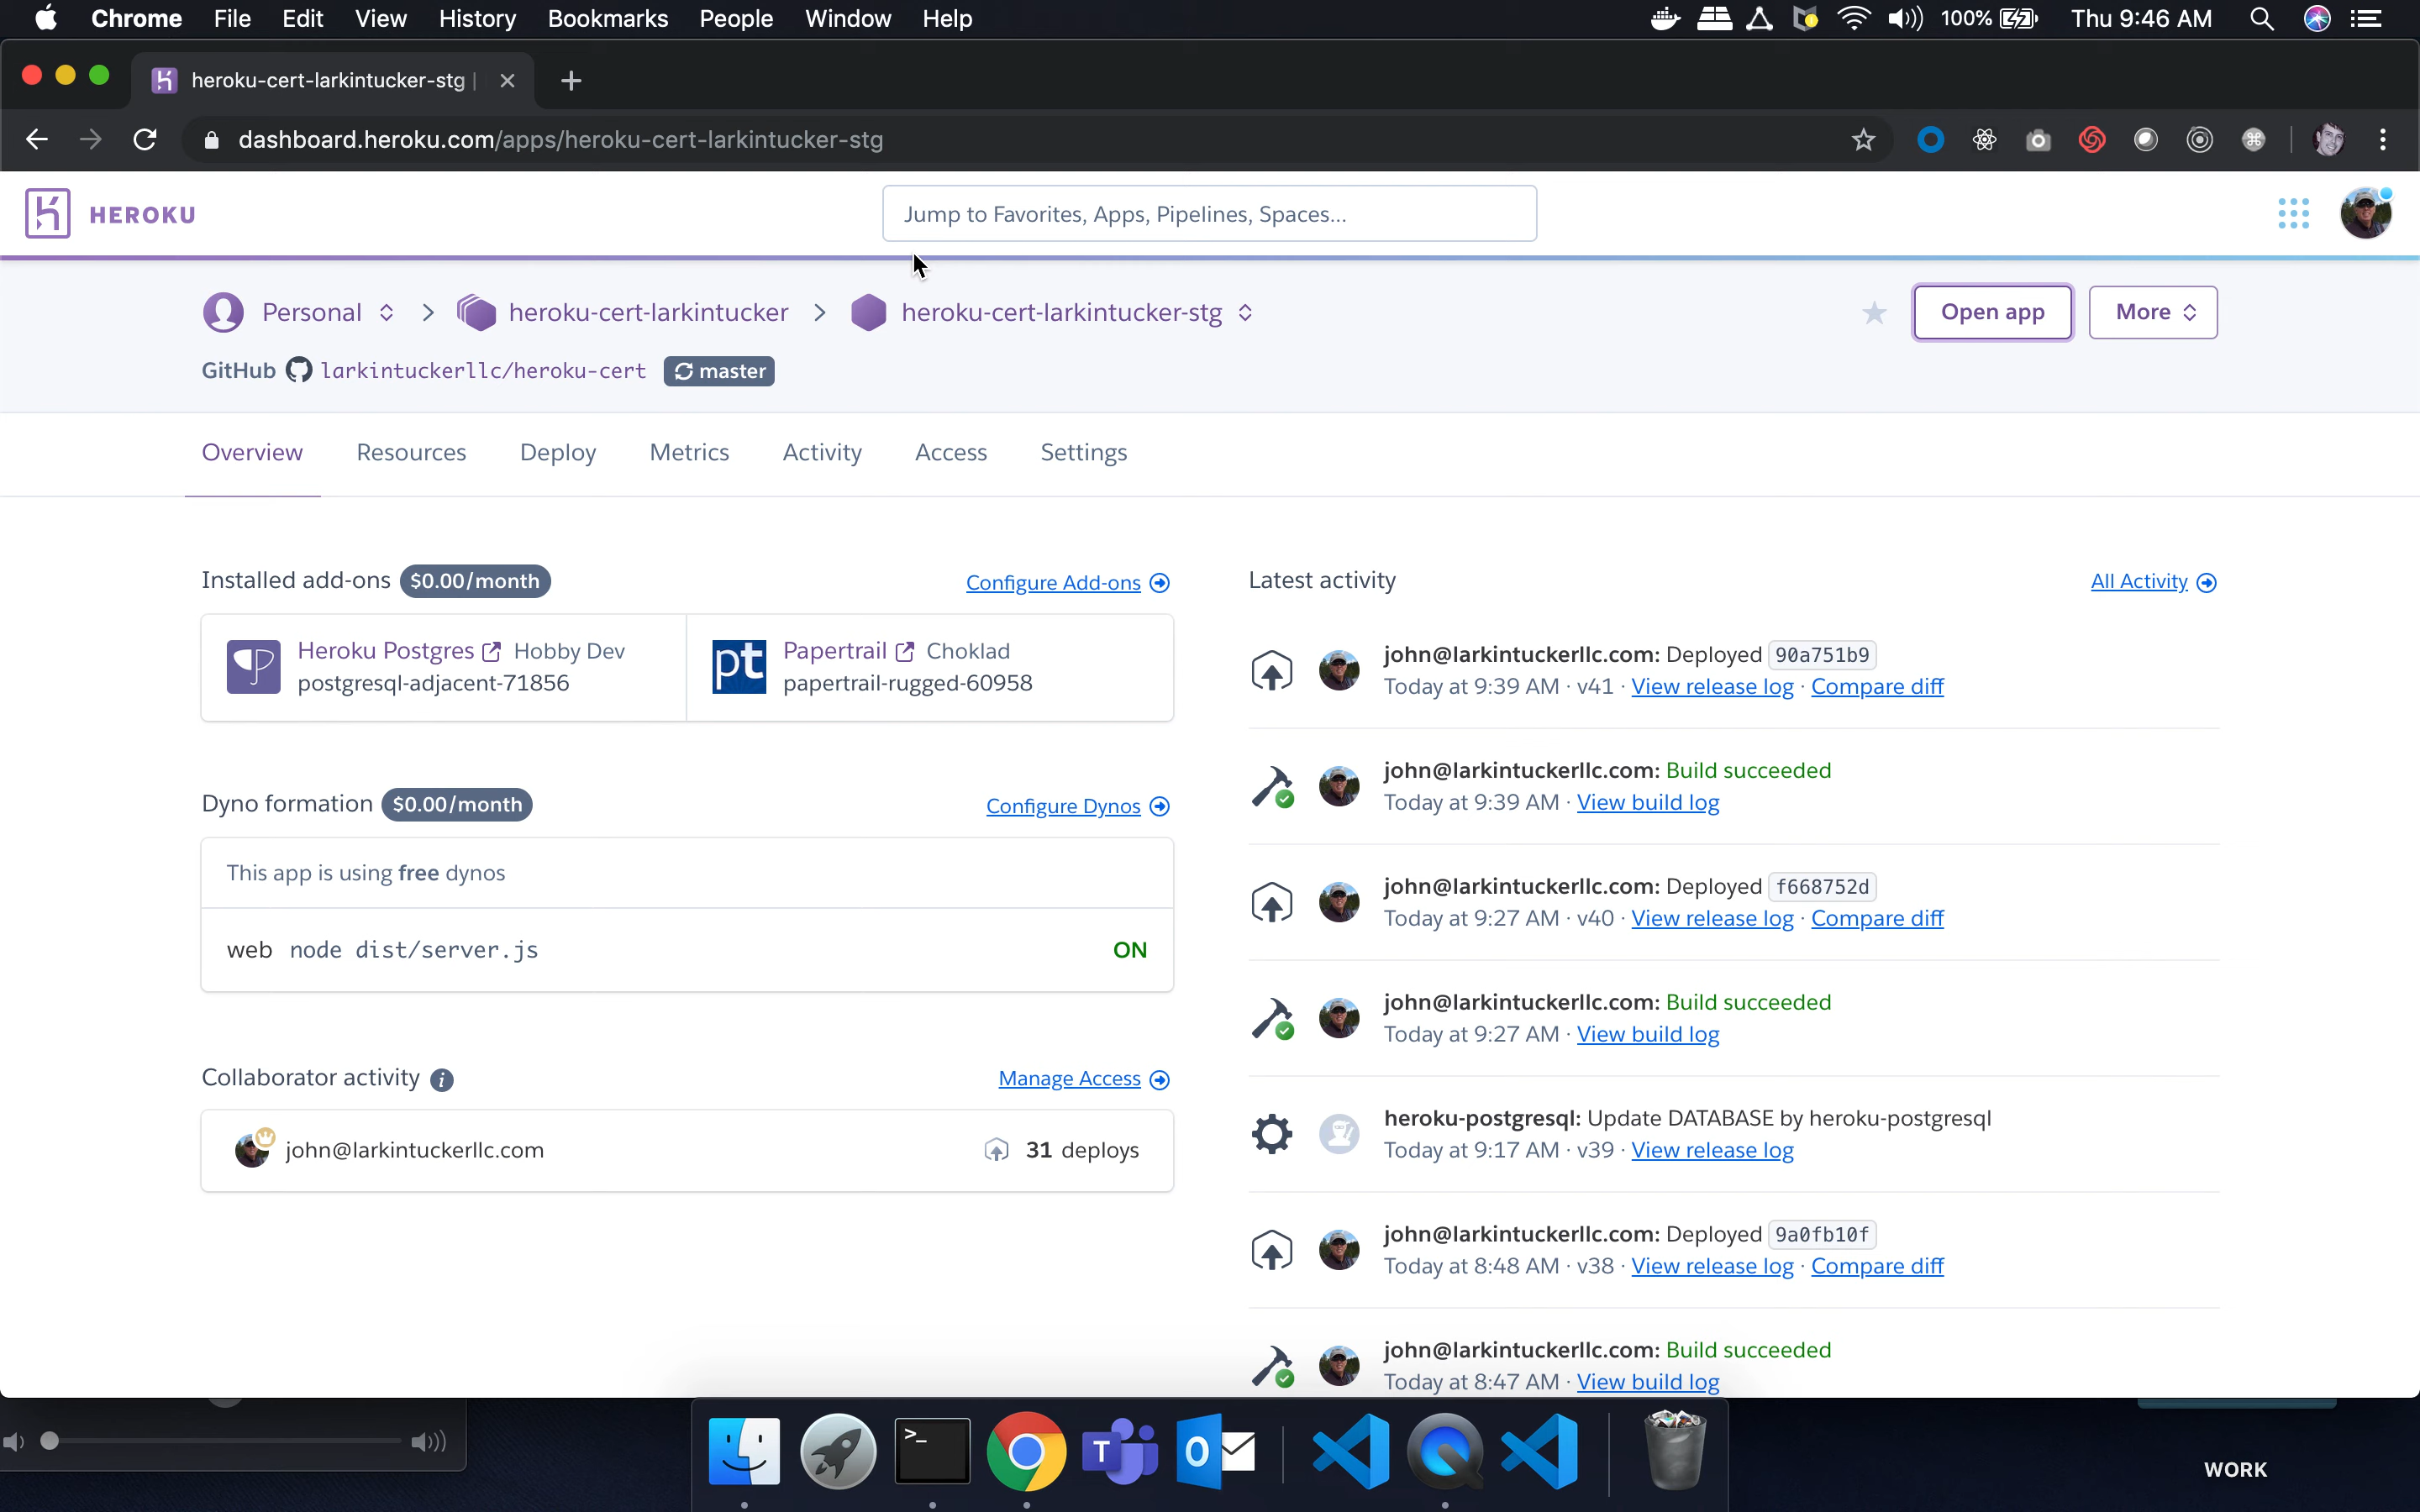 Chrome File Edit View History Bookmarks People Window Help 100% Thu 9:46 AM
heroku-cert-larkintucker-stg |
dashboard.heroku.com/apps/heroku-cert-larkintucker-stg
HEROKU Jump to Favorites, Apps, Pipelines, Spaces...
Personal > heroku-cert-larkintucker > heroku-cert-larkintucker-stg Open app More
GitHub larkintuckerllc/heroku-cert master
Overview Resources Deploy Metrics Activity Access Settings
Installed add-ons $0.00/month Configure Add-ons
Heroku Postgres Hobby Dev
postgresql-adjacent-71856
pt
Papertrail Choklad
papertrail-rugged-60958
Dyno formation $0.00/month Configure Dynos
This app is using free dynos
web node dist/server.js ON
Collaborator activity i Manage Access
john@larkintuckerllc.com 31 deploys
Latest activity All Activity
john@larkintuckerllc.com: Deployed 90a751b9
Today at 9:39 AM · v41 · View release log · Compare diff
john@larkintuckerllc.com: Build succeeded
Today at 9:39 AM · View build log
john@larkintuckerllc.com: Deployed f668752d
Today at 9:27 AM · v40 · View release log · Compare diff
john@larkintuckerllc.com: Build succeeded
Today at 9:27 AM · View build log
heroku-postgresql: Update DATABASE by heroku-postgresql
Today at 9:17 AM · v39 · View release log
john@larkintuckerllc.com: Deployed 9a0fb10f
Today at 8:48 AM · v38 · View release log · Compare diff
john@larkintuckerllc.com: Build succeeded
Today at 8:47 AM · View build log
>_
T
O
WORK